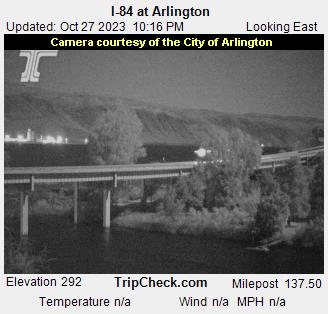 I-84 at Arlington
Updated: Oct 27 2023 10:16 PM Looking East
Camera courtesy of the City of Arlington
Elevation 292 TripCheck.com Milepost 137.50
Temperature n/a Wind n/a MPH n/a